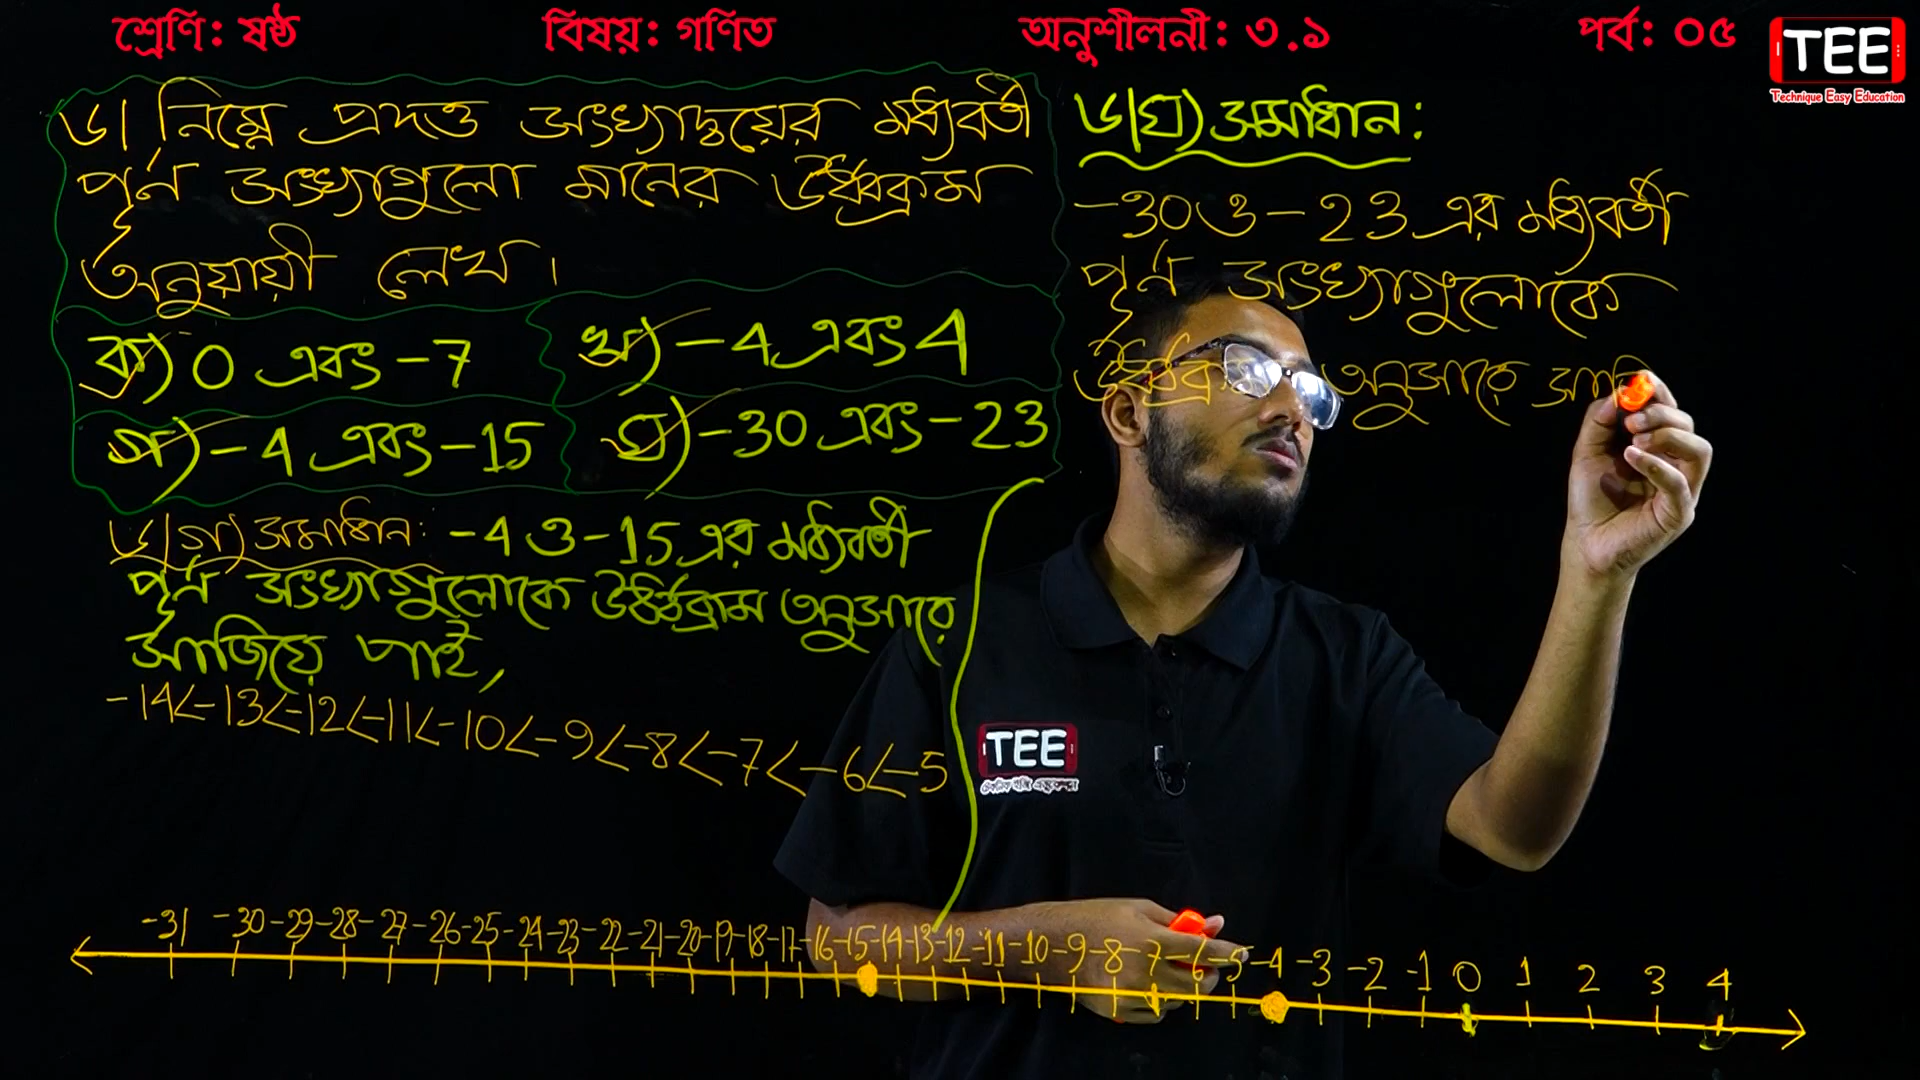 শ্রেণি: ষষ্ঠ বিষয়: গণিত অনুশীলনী: ৩.১ পর্ব: ০৫
TEE
Technique Easy Education
৬। নিম্নে প্রদত্ত সংখ্যাদ্বয়ের মধ্যবর্তী
পূর্ণ সংখ্যাগুলো মানের ঊর্ধ্বক্রম
অনুযায়ী লেখ।
ক) 0 এবং -7 খ) -4 এবং 4
গ) -4 এবং -15 ঘ) -30 এবং -23
৬।গ) সমাধান: -4 ও -15 এর মধ্যবর্তী
পূর্ণ সংখ্যাগুলোকে ঊর্ধ্বক্রম অনুসারে
সাজিয়ে পাই,
-14<-13<-12<-11<-10<-9<-8<-7<-6<-5
৬।ঘ) সমাধান:
-30 ও -23 এর মধ্যবর্তী
পূর্ণ সংখ্যাগুলোকে
অনুসারে
TEE
-31 -30 -29 -28 -27 -26 -25 -24 -23 -22 -21 -20 -19 -18 -17 -16 -15 -14 -13 -12 -11 -10 -9 -8 -7 -6 -5 -4 -3 -2 -1 0 1 2 3 4